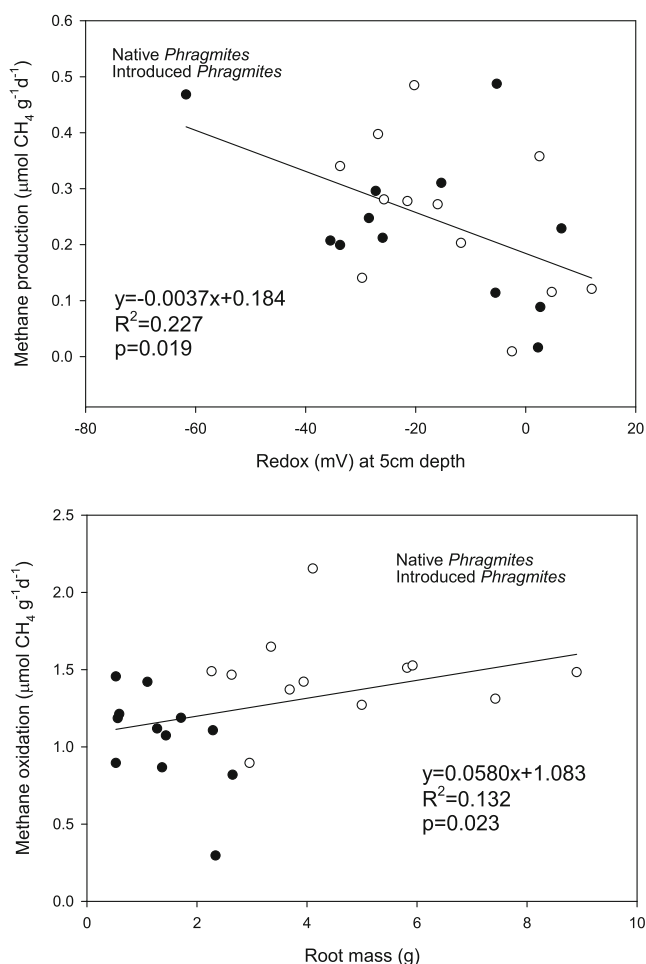 0.6
Native Phragmites
Introduced Phragmites
0.5
0.4
0.3
0.2
0.1
0.0
Methane production (μmol CH₄ g⁻¹d⁻¹)
y=-0.0037x+0.184
R²=0.227
p=0.019
-80 -60 -40 -20 0 20
Redox (mV) at 5cm depth
2.5
Native Phragmites
Introduced Phragmites
2.0
1.5
1.0
0.5
0.0
Methane oxidation (μmol CH₄ g⁻¹d⁻¹)
y=0.0580x+1.083
R²=0.132
p=0.023
0 2 4 6 8 10
Root mass (g)